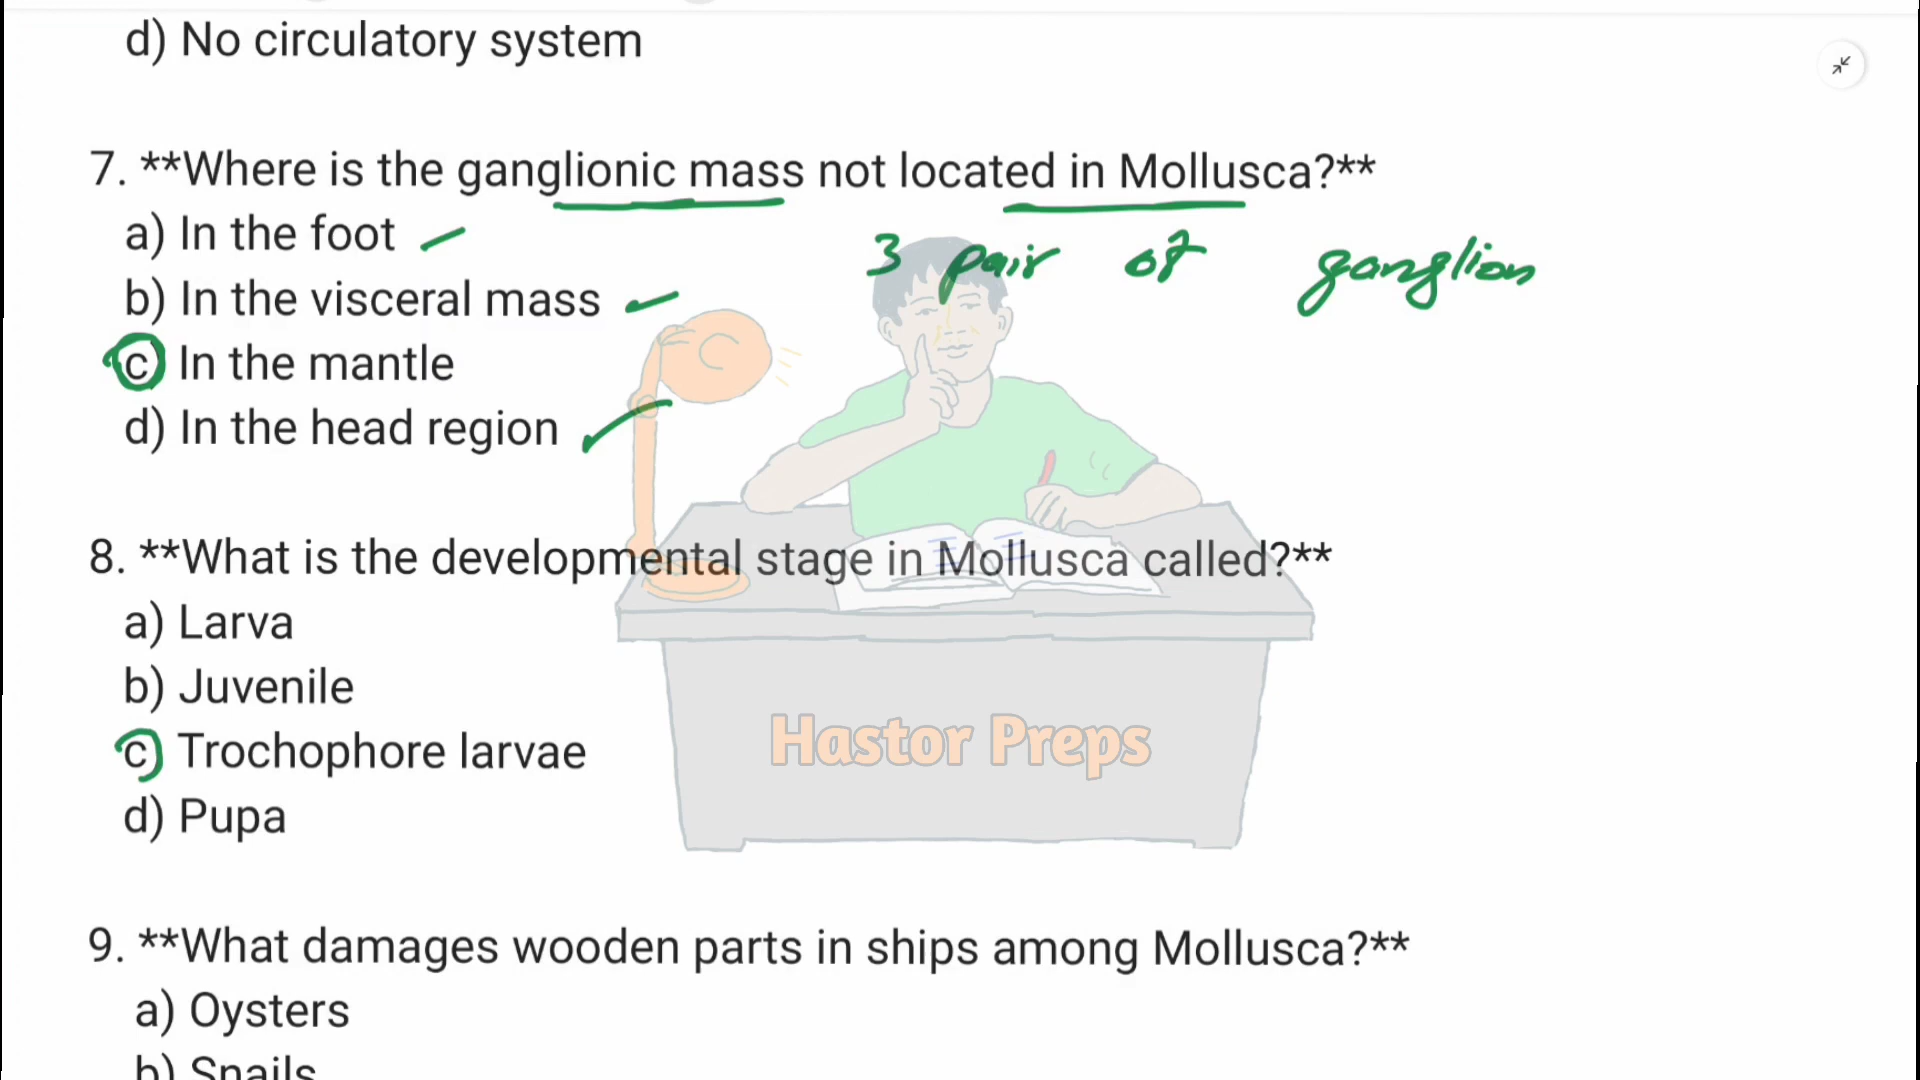 d) No circulatory system
7. **Where is the ganglionic mass not located in Mollusca?**
a) In the foot
3 pair of ganglion
b) In the visceral mass
c) In the mantle
d) In the head region
8. **What is the developmental stage in Mollusca called?**
a) Larva
b) Juvenile
c) Trochophore larvae
Hastor Preps
d) Pupa
9. **What damages wooden parts in ships among Mollusca?**
a) Oysters
b) Snails